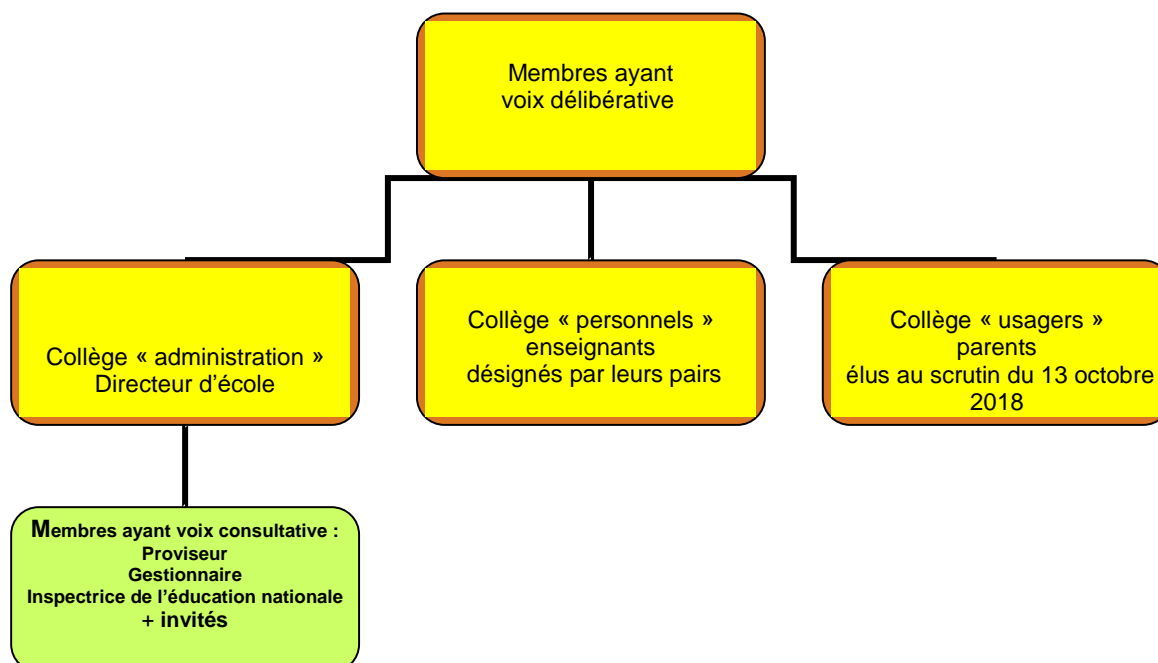 Membres ayant
voix délibérative
Collège « administration »
Directeur d’école
Collège « personnels »
enseignants
désignés par leurs pairs
Collège « usagers »
parents
élus au scrutin du 13 octobre
2018
Membres ayant voix consultative :
Proviseur
Gestionnaire
Inspectrice de l’éducation nationale
+ invités